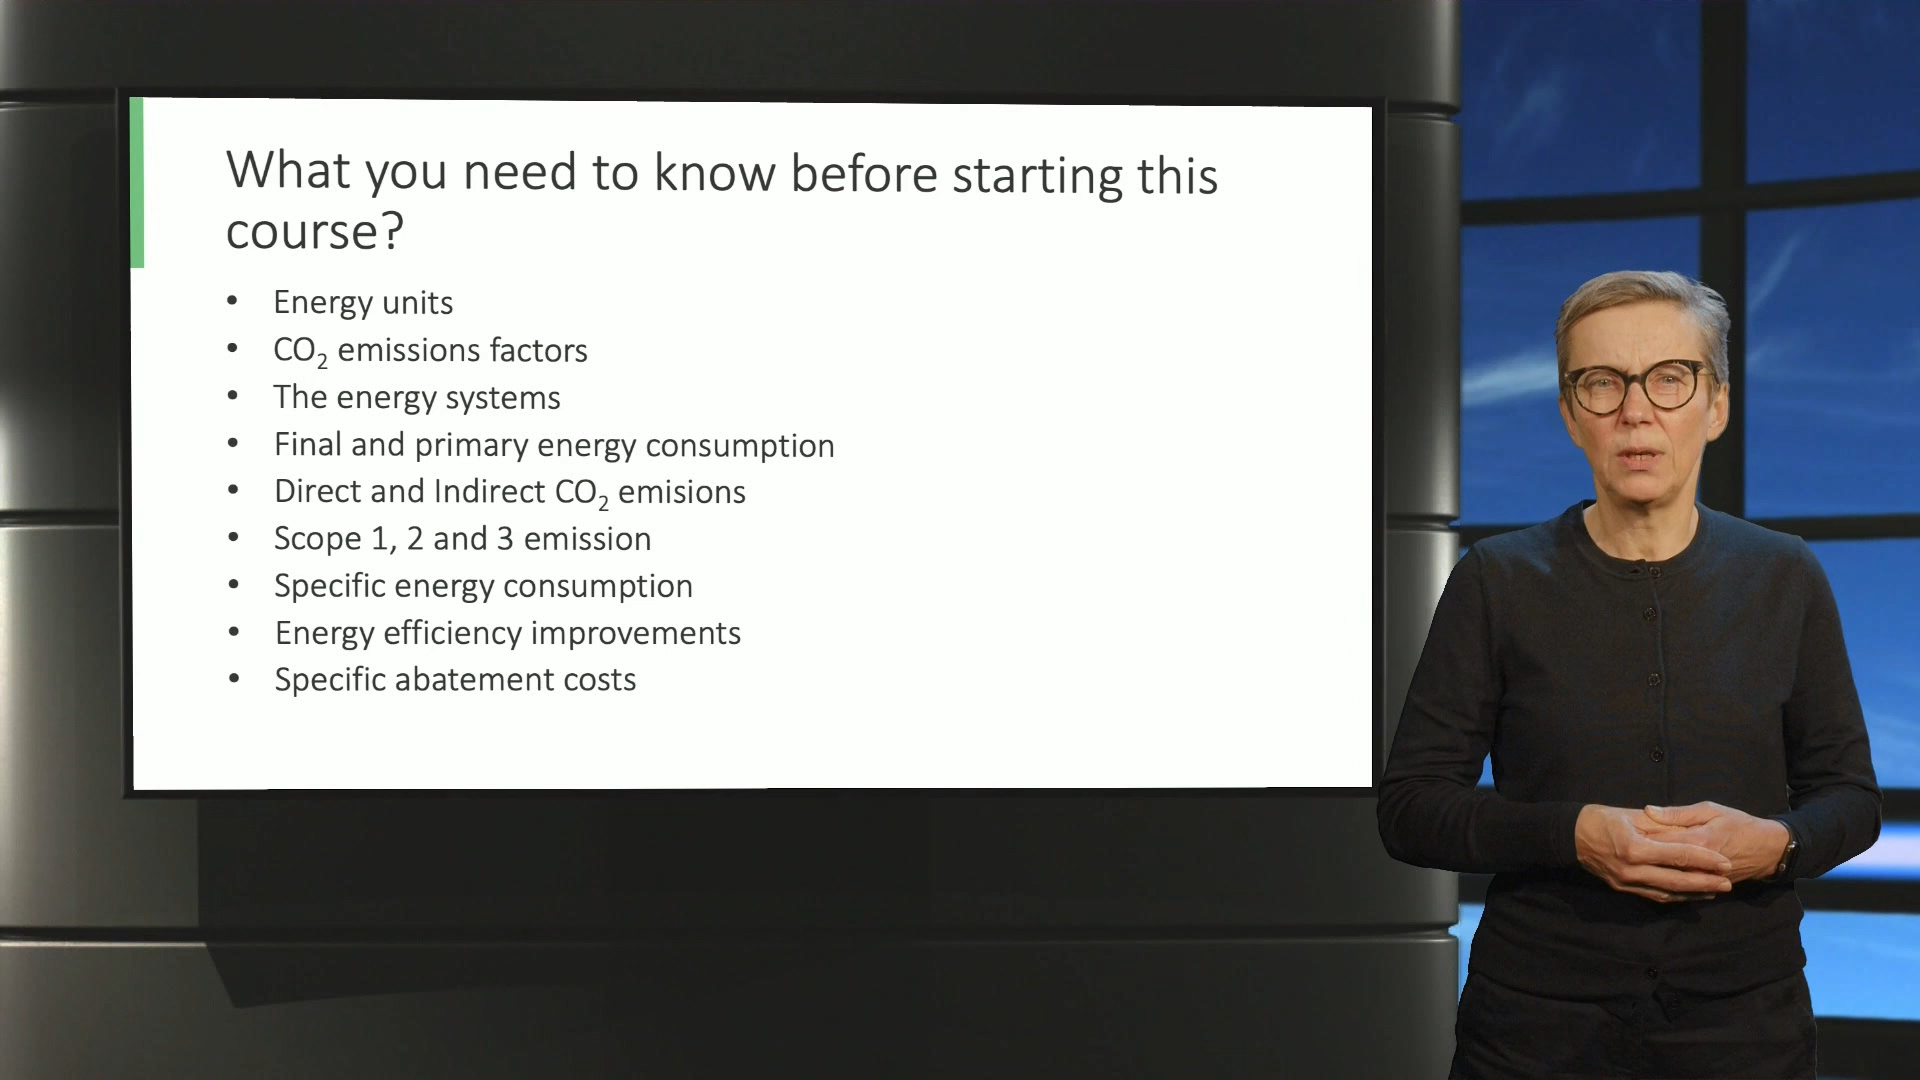 What you need to know before starting this
course?
• Energy units
• CO₂ emissions factors
• The energy systems
• Final and primary energy consumption
• Direct and Indirect CO₂ emisions
• Scope 1, 2 and 3 emission
• Specific energy consumption
• Energy efficiency improvements
• Specific abatement costs